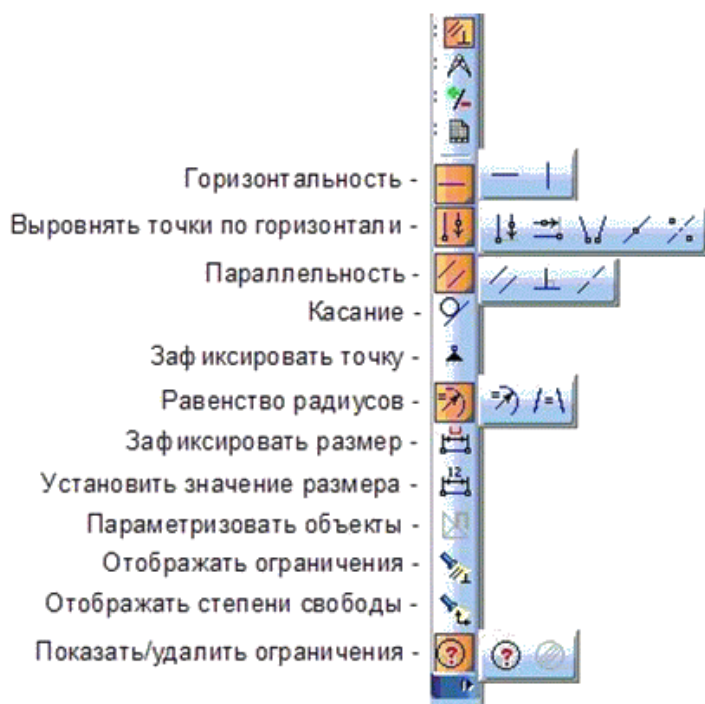 Горизонтальность -
Выровнять точки по горизонтали -
Параллельность -
Касание -
Зафиксировать точку -
Равенство радиусов -
Зафиксировать размер -
Установить значение размера -
12
Параметризовать объекты -
Отображать ограничения -
Отображать степени свободы -
Показать/удалить ограничения -